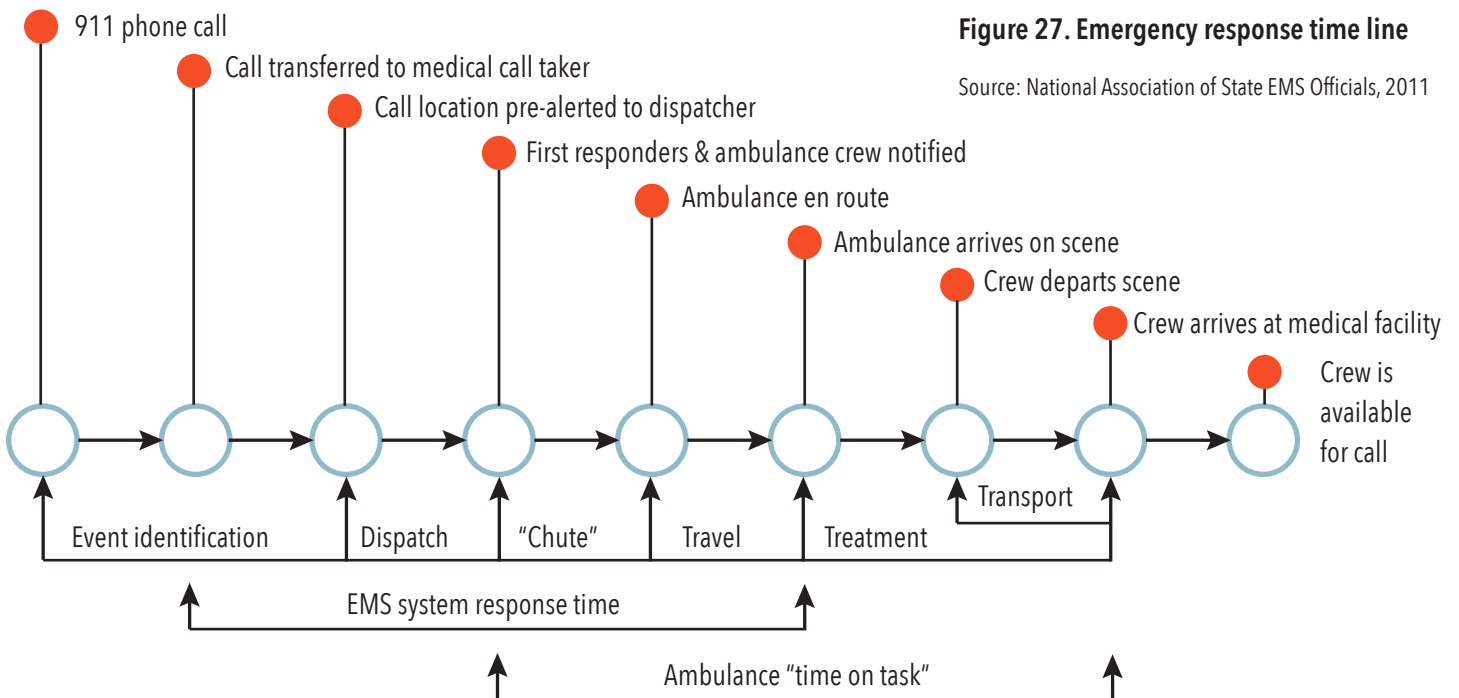 911 phone call
Figure 27. Emergency response time line
Call transferred to medical call taker
Source: National Association of State EMS Officials, 2011
Call location pre-alerted to dispatcher
First responders & ambulance crew notified
Ambulance en route
Ambulance arrives on scene
Crew departs scene
Crew arrives at medical facility
Crew is
available
for call
Transport
Event identification
Dispatch
"Chute"
Travel
Treatment
EMS system response time
Ambulance "time on task"